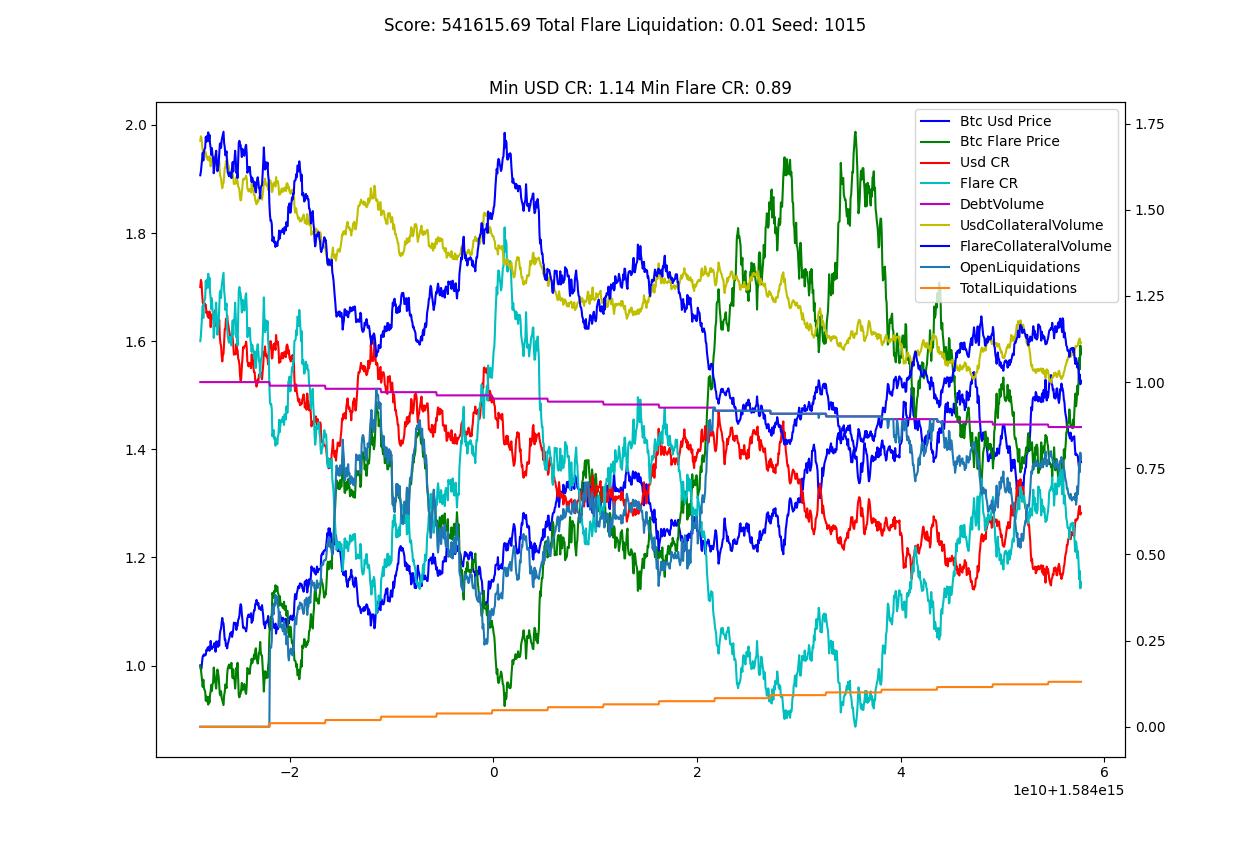 Score: 541615.69 Total Flare Liquidation: 0.01 Seed: 1015
Min USD CR: 1.14 Min Flare CR: 0.89
2.0
1.8
1.6
1.4
1.2
1.0
Btc Usd Price
Btc Flare Price
Usd CR
Flare CR
DebtVolume
UsdCollateralVolume
FlareCollateralVolume
OpenLiquidations
TotalLiquidations
1.75
1.50
1.25
1.00
0.75
0.50
0.25
0.00
−2 0 2 4 6
1e10+1.584e15